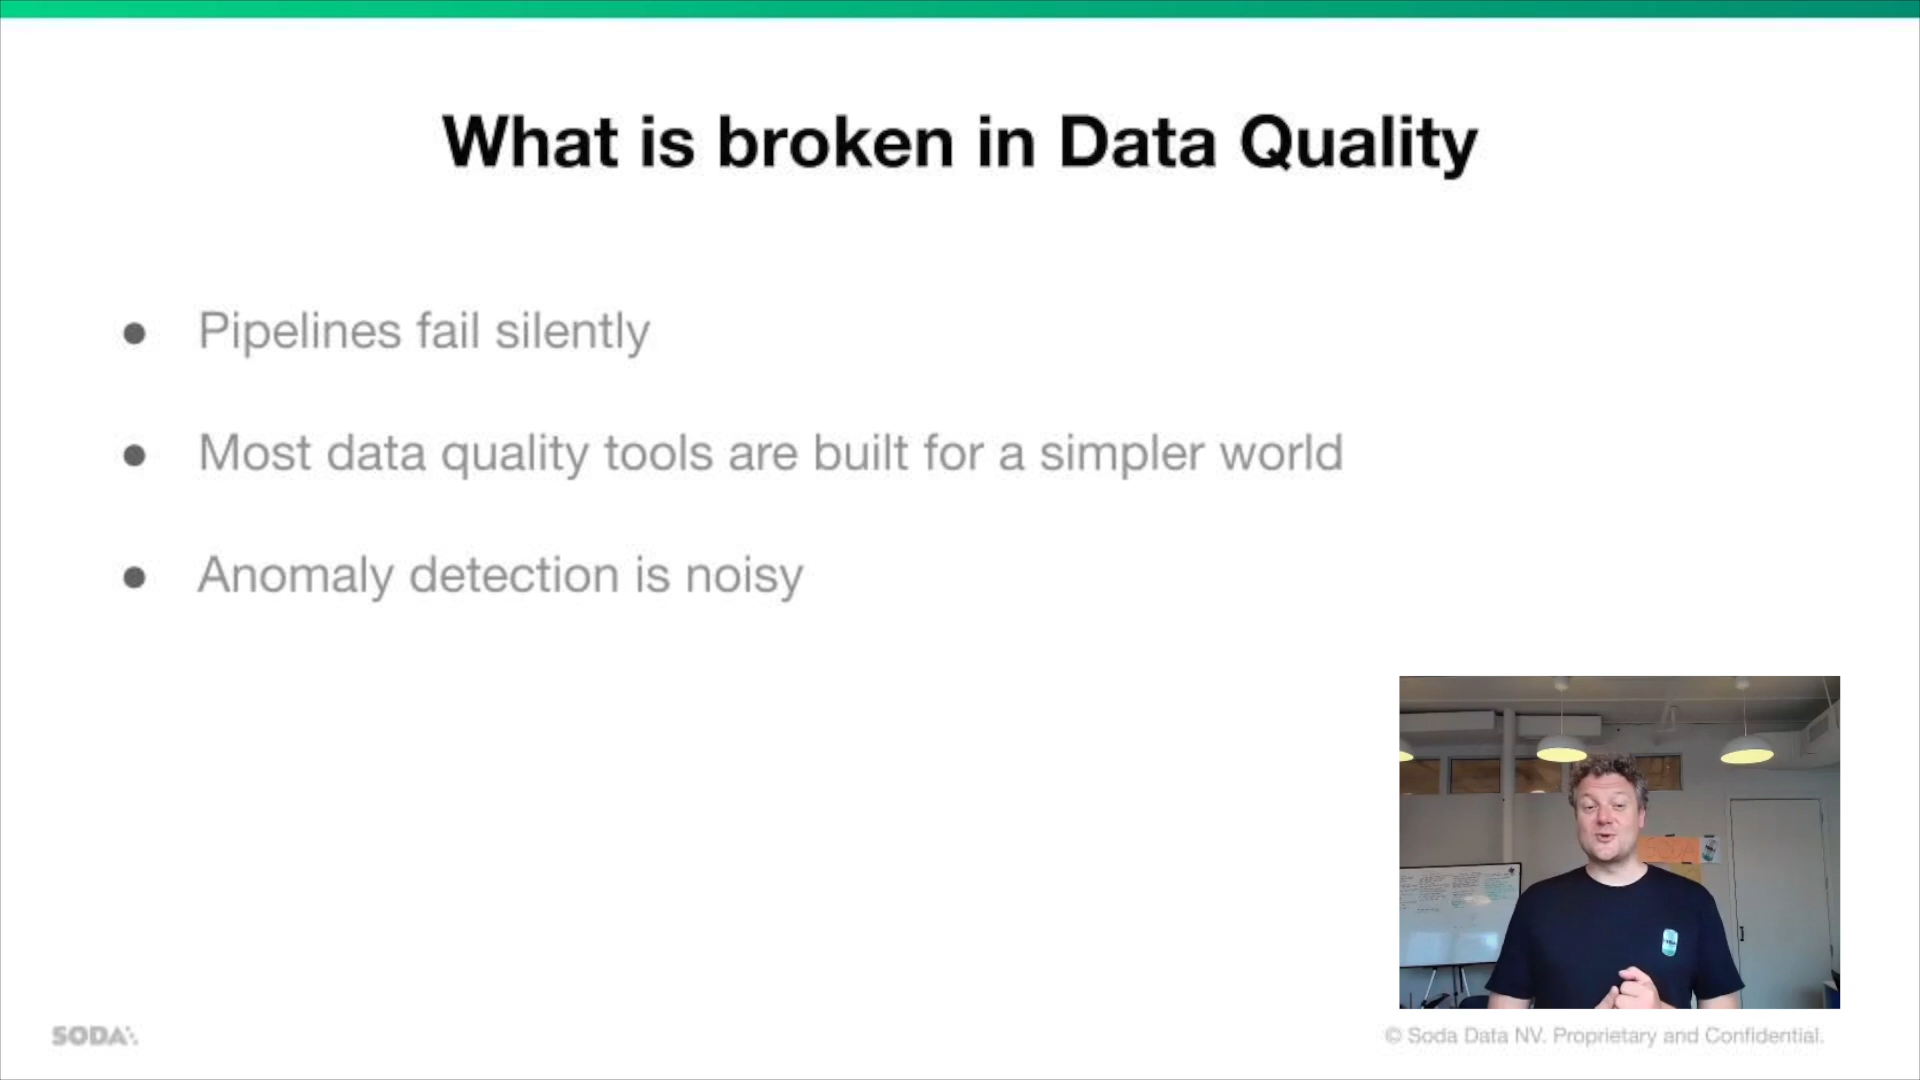 What is broken in Data Quality
● Pipelines fail silently
● Most data quality tools are built for a simpler world
● Anomaly detection is noisy
SODA
© Soda Data NV. Proprietary and Confidential.